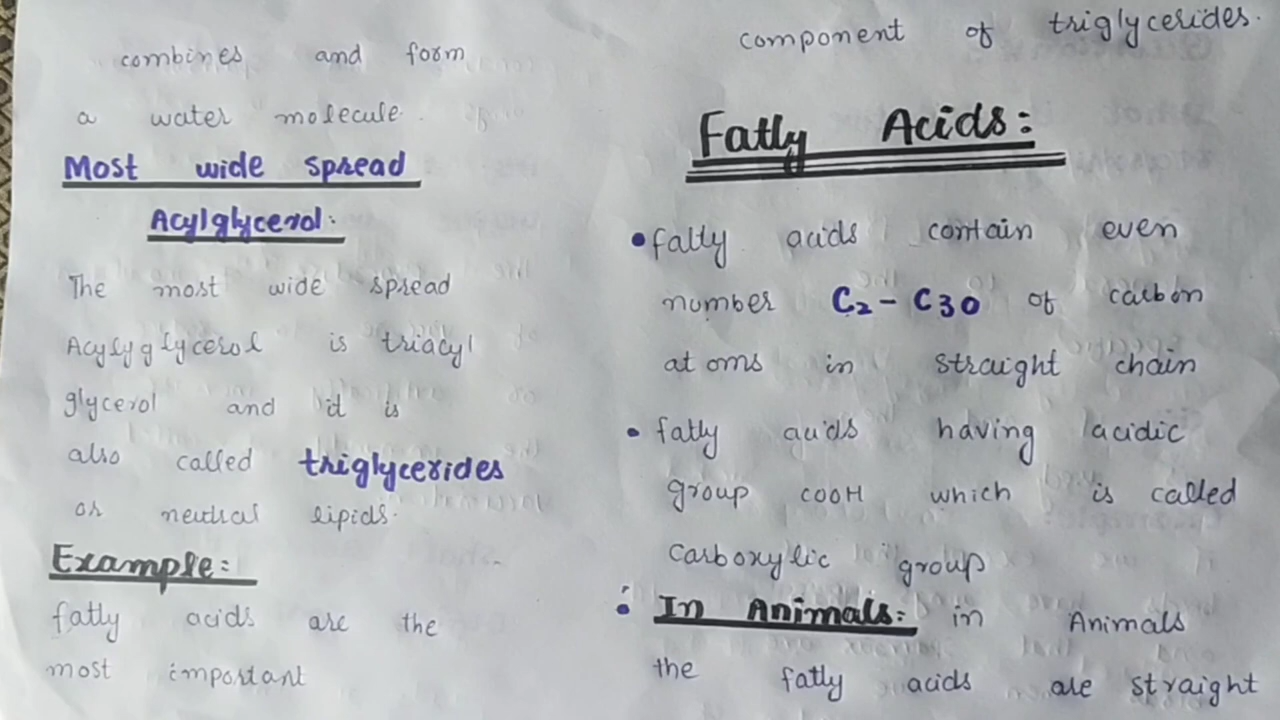 combines and form
a water molecule.
Most wide spread
Acylglycerol.
The most wide spread
Acylyglycerol is triacyl
glycerol and it is
also called triglycerides
or neutral lipids.
Example:
fatty acids are the
most important
component of triglycerides.
Fatty Acids:
• fatty acids contain even
number C2 - C30 of carbon
atoms in straight chain
• fatty acids having acidic
group COOH which is called
carboxylic group
• In Animals: in Animals
the fatty acids are straight